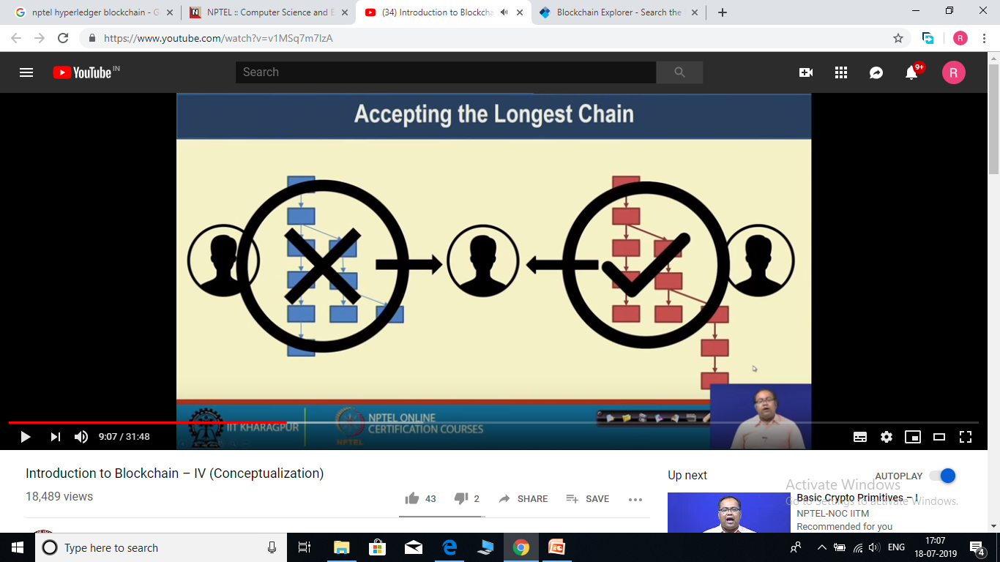 nptel hyperledger blockchain - G
NPTEL :: Computer Science and E
(34) Introduction to Blockcha
Blockchain Explorer - Search the
https://www.youtube.com/watch?v=v1MSq7m7lzA
R
YouTube IN
Search
9+
R
Accepting the Longest Chain
IIT KHARAGPUR
NPTEL
NPTEL ONLINE
CERTIFICATION COURSES
9:07 / 31:48
Introduction to Blockchain – IV (Conceptualization)
18,489 views
43
2
SHARE
SAVE
Up next
AUTOPLAY
Basic Crypto Primitives – I
NPTEL-NOC IITM
Recommended for you
Activate Windows
Go to Settings to activate Windows.
Type here to search
ENG
17:07
18-07-2019
4